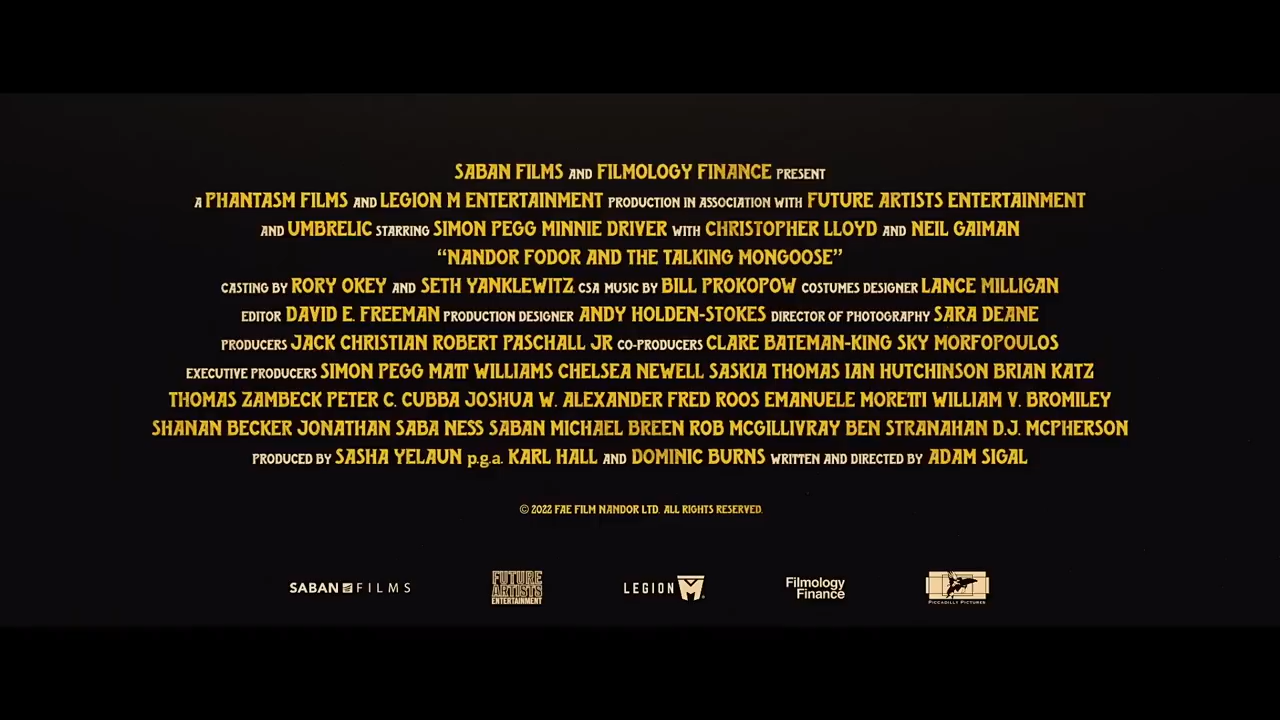 SABAN FILMS AND FILMOLOGY FINANCE PRESENT
A PHANTASM FILMS AND LEGION M ENTERTAINMENT PRODUCTION IN ASSOCIATION WITH FUTURE ARTISTS ENTERTAINMENT
AND UMBRELIC STARRING SIMON PEGG MINNIE DRIVER WITH CHRISTOPHER LLOYD AND NEIL GAIMAN
“NANDOR FODOR AND THE TALKING MONGOOSE”
CASTING BY RORY OKEY AND SETH YANKLEWITZ CSA MUSIC BY BILL PROKOPOW COSTUMES DESIGNER LANCE MILLIGAN
EDITOR DAVID E. FREEMAN PRODUCTION DESIGNER ANDY HOLDEN-STOKES DIRECTOR OF PHOTOGRAPHY SARA DEANE
PRODUCERS JACK CHRISTIAN ROBERT PASCHALL JR CO-PRODUCERS CLARE BATEMAN-KING SKY MORFOPOULOS
EXECUTIVE PRODUCERS SIMON PEGG MATT WILLIAMS CHELSEA NEWELL SASKIA THOMAS IAN HUTCHINSON BRIAN KATZ
THOMAS ZAMBECK PETER C. CUBBA JOSHUA W. ALEXANDER FRED ROOS EMANUELE MORETTI WILLIAM V. BROMILEY
SHANAN BECKER JONATHAN SABA NESS SABAN MICHAEL BREEN ROB MCGILLIVRAY BEN STRANAHAN D.J. MCPHERSON
PRODUCED BY SASHA YELAUN p.g.a. KARL HALL AND DOMINIC BURNS WRITTEN AND DIRECTED BY ADAM SIGAL
© 2022 FAE FILM NANDOR LTD. ALL RIGHTS RESERVED.
SABAN FILMS
FUTURE
ARTISTS
ENTERTAINMENT
LEGION M
Filmology
Finance
PICCADILLY PICTURES